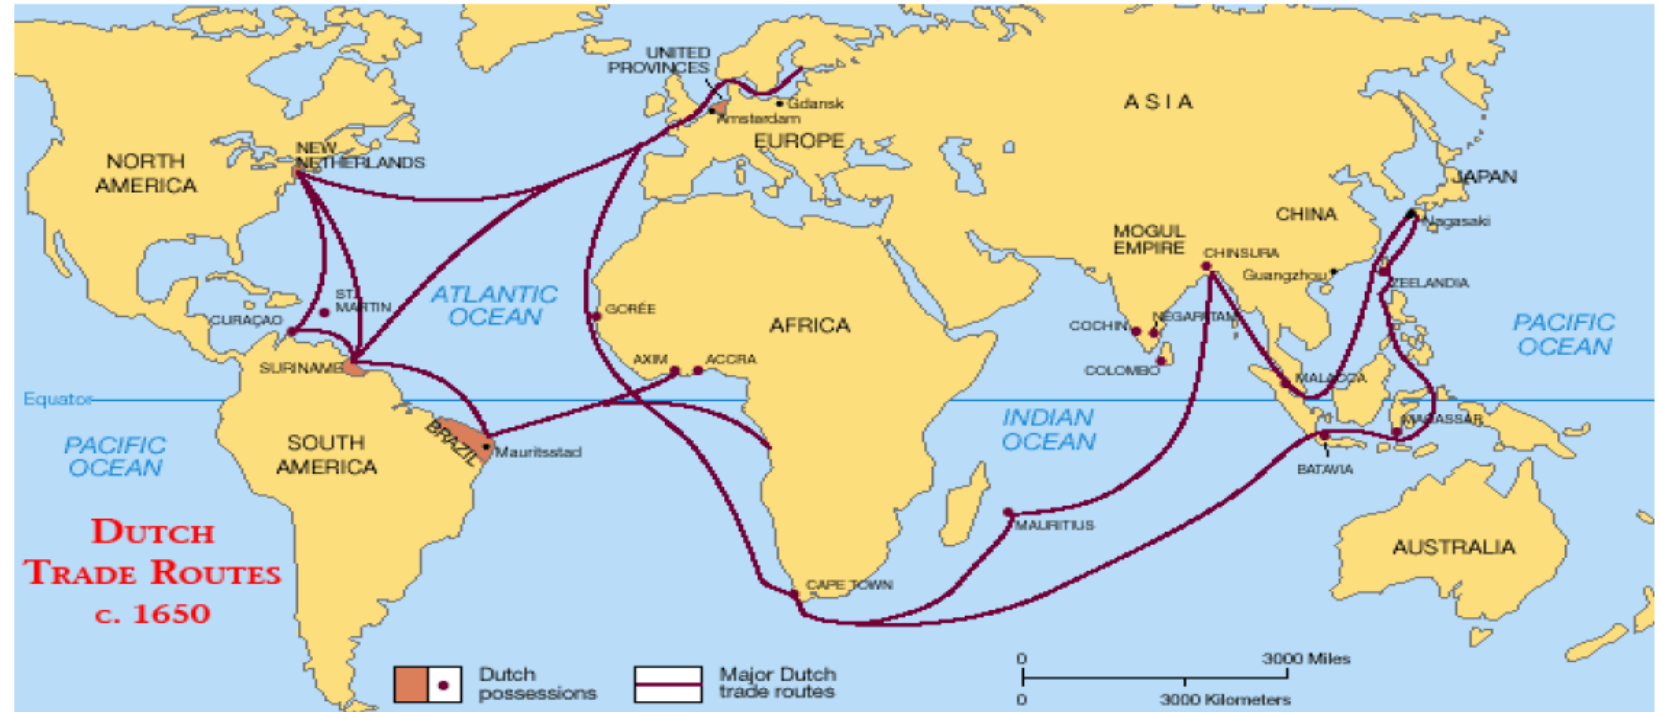 UNITED
PROVINCES
Gdansk
Amsterdam
EUROPE
ASIA
NORTH
AMERICA
NEW
NETHERLANDS
JAPAN
Nagasaki
CHINA
MOGUL
EMPIRE
CHINSURA
Guangzhou
ZEELANDIA
ATLANTIC
OCEAN
ST.
MARTIN
CURAÇAO
SURINAME
GORÉE
AFRICA
AXIM
ACCRA
COCHIN
NEGAPATAM
COLOMBO
PACIFIC
OCEAN
MALACCA
Equator
PACIFIC
OCEAN
SOUTH
AMERICA
BRAZIL
Mauritsstad
INDIAN
OCEAN
MACASSAR
BATAVIA
MAURITIUS
AUSTRALIA
CAPE TOWN
DUTCH
TRADE ROUTES
c. 1650
Dutch
possessions
Major Dutch
trade routes
0 3000 Miles
0 3000 Kilometers